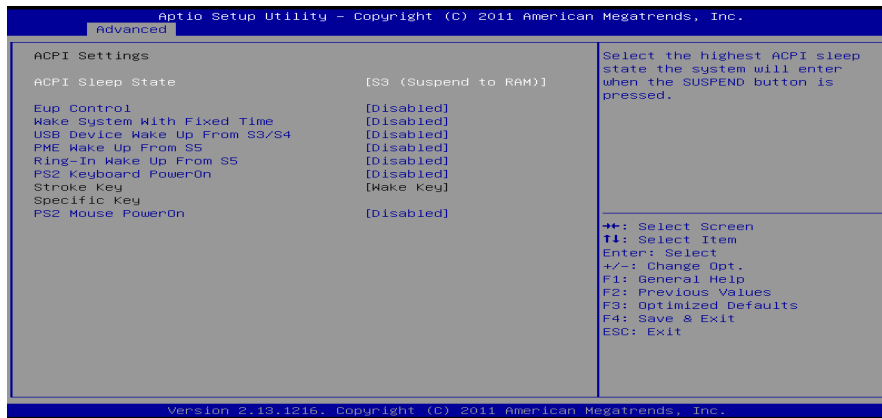 Aptio Setup Utility – Copyright (C) 2011 American Megatrends, Inc.
Advanced
ACPI Settings
ACPI Sleep State [S3 (Suspend to RAM)]
Eup Control [Disabled]
Wake System With Fixed Time [Disabled]
USB Device Wake Up From S3/S4 [Disabled]
PME Wake Up From S5 [Disabled]
Ring-In Wake Up From S5 [Disabled]
PS2 Keyboard PowerOn [Disabled]
Stroke Key [Wake Key]
Specific Key
PS2 Mouse PowerOn [Disabled]
Select the highest ACPI sleep
state the system will enter
when the SUSPEND button is
pressed.
→←: Select Screen
↑↓: Select Item
Enter: Select
+/-: Change Opt.
F1: General Help
F2: Previous Values
F3: Optimized Defaults
F4: Save & Exit
ESC: Exit
Version 2.13.1216. Copyright (C) 2011 American Megatrends, Inc.